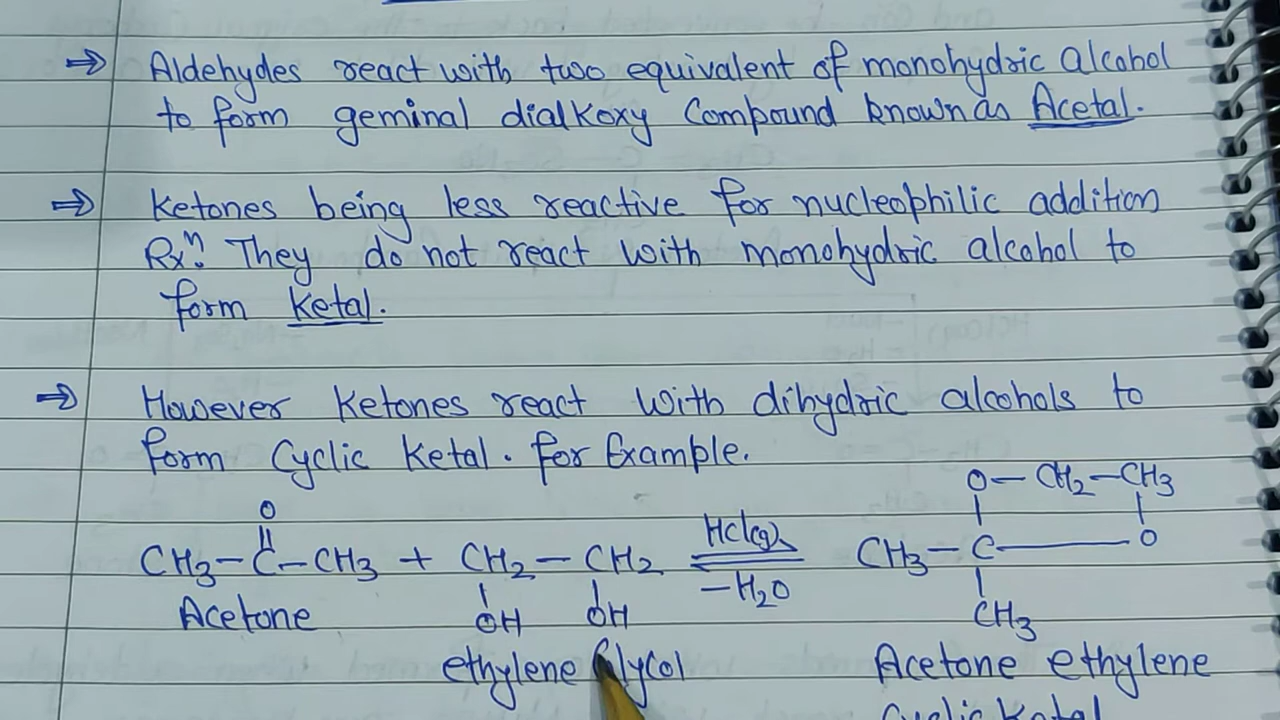 ⇒ Aldehydes react with two equivalent of monohydric alcohol
to form geminal dialkoxy Compound known as Acetal.
⇒ Ketones being less reactive for nucleophilic addition
Rxⁿ. They do not react with monohydric alcohol to
form Ketal.
⇒ However Ketones react with dihydric alcohols to
form Cyclic Ketal. for Example.
O O—CH₂—CH₃
CH₃—C—CH₃ + CH₂—CH₂ HCl(g) CH₃—C—O
Acetone OH OH —H₂O CH₃
ethylene Glycol Acetone ethylene
Cyclic Ketal